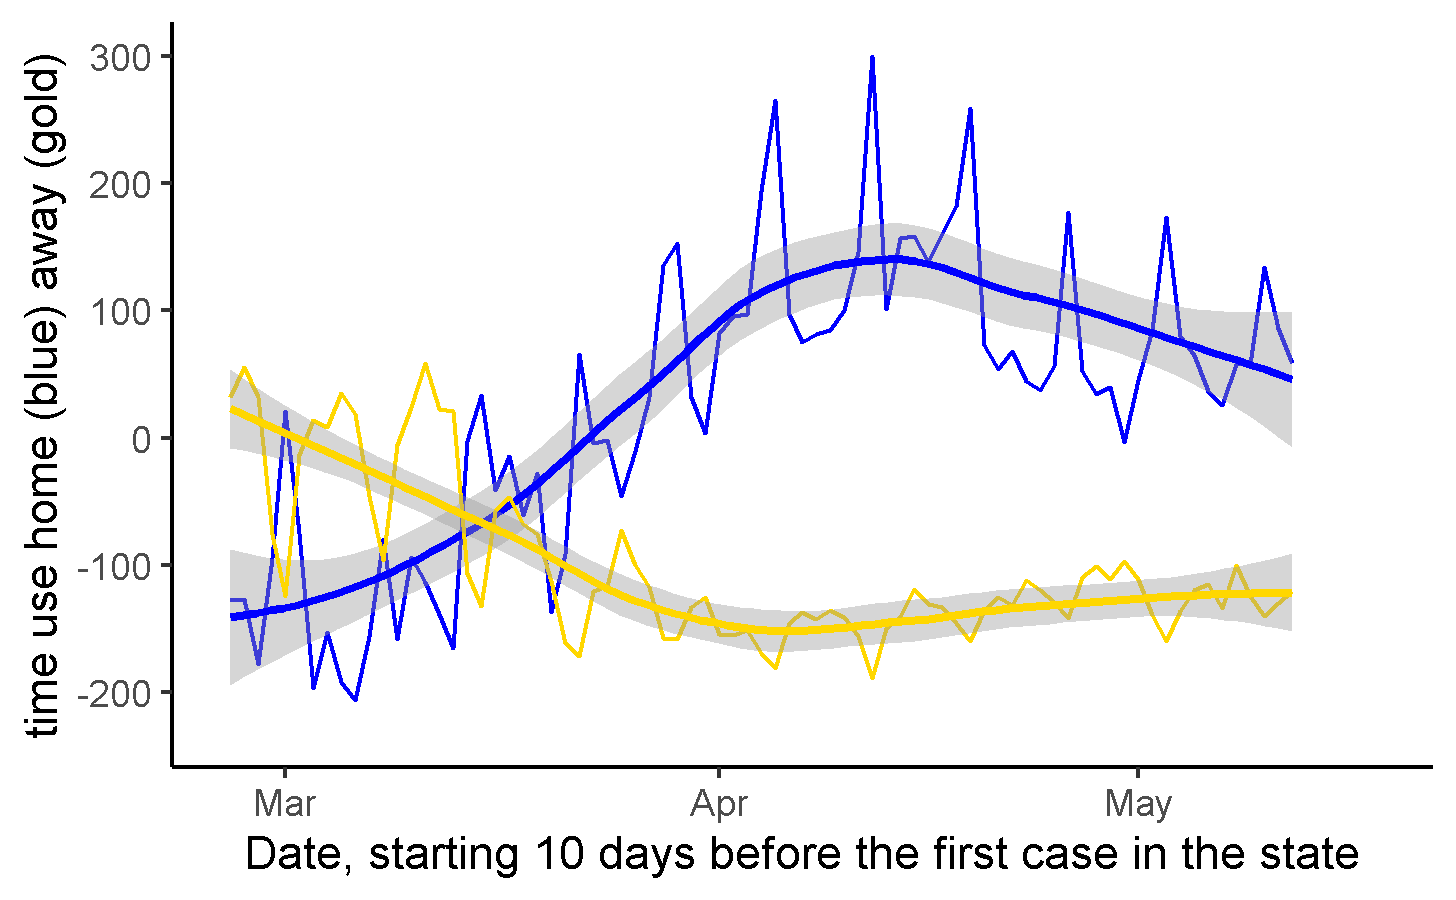 time use home (blue) away (gold)
300
200
100
0
-100
-200
Mar
Apr
May
Date, starting 10 days before the first case in the state